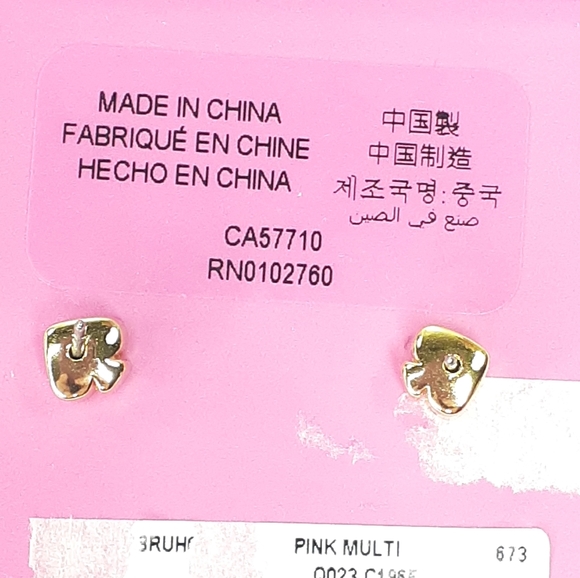 MADE IN CHINA
FABRIQUÉ EN CHINE
HECHO EN CHINA
中国製
中国制造
제조국명:중국
صنع في الصين
CA57710
RN0102760
PINK MULTI
673